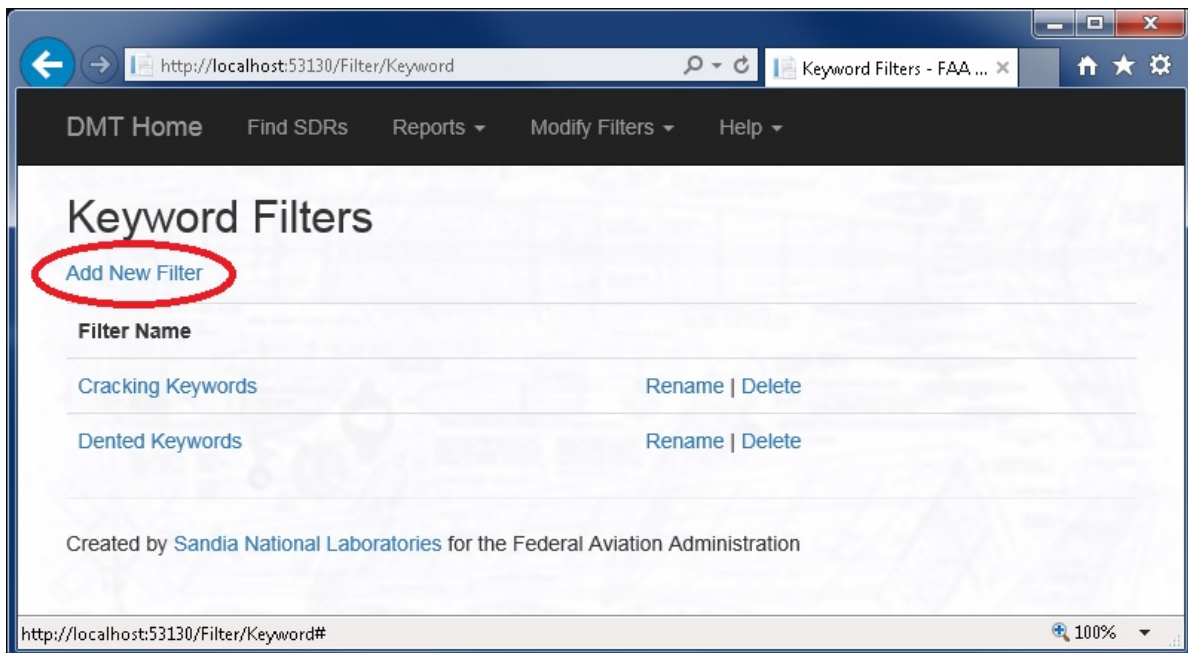 http://localhost:53130/Filter/Keyword
Keyword Filters - FAA ...
DMT Home Find SDRs Reports Modify Filters Help
Keyword Filters
Add New Filter
Filter Name
Cracking Keywords Rename | Delete
Dented Keywords Rename | Delete
Created by Sandia National Laboratories for the Federal Aviation Administration
http://localhost:53130/Filter/Keyword# 100%